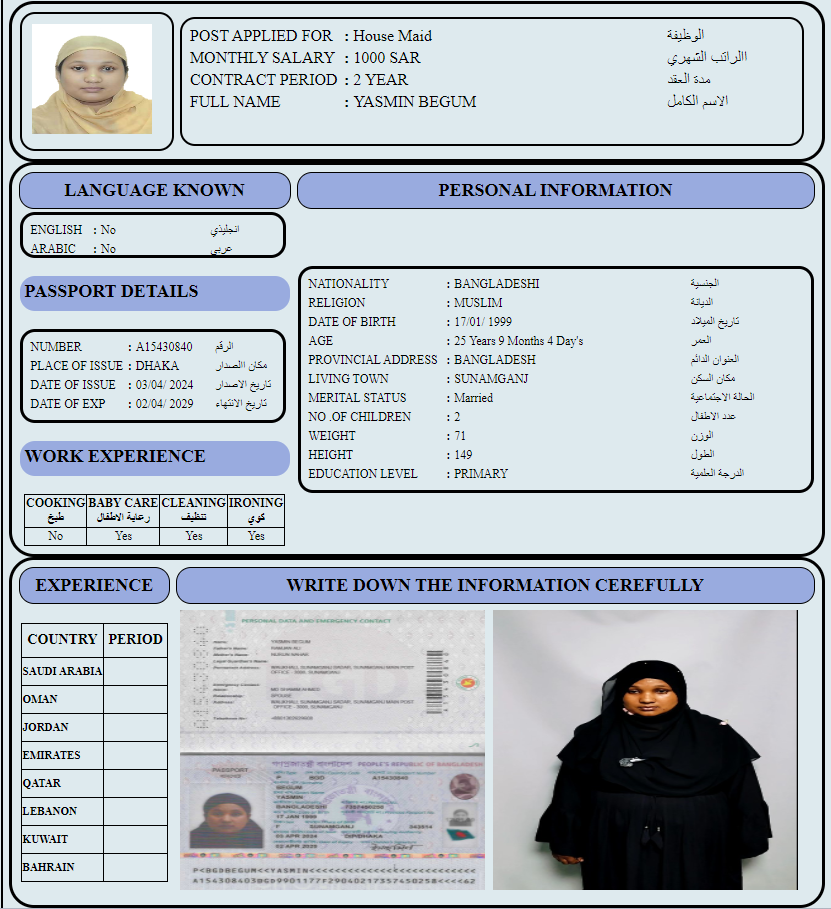 POST APPLIED FOR : House Maid الوظيفة
MONTHLY SALARY : 1000 SAR االراتب الشهري
CONTRACT PERIOD : 2 YEAR مدة العقد
FULL NAME : YASMIN BEGUM الاسم الكامل
LANGUAGE KNOWN
ENGLISH : No انجليذي
ARABIC : No عربي
PASSPORT DETAILS
NUMBER : A15430840 الرقم
PLACE OF ISSUE : DHAKA مكان االصدار
DATE OF ISSUE : 03/04/ 2024 تاريخ الاصدار
DATE OF EXP : 02/04/ 2029 تاريخ الانتهاء
WORK EXPERIENCE
COOKING BABY CARE CLEANING IRONING
طبخ رعاية الاطفال تنظيف كوي
No Yes Yes Yes
PERSONAL INFORMATION
NATIONALITY : BANGLADESHI الجنسية
RELIGION : MUSLIM الديانة
DATE OF BIRTH : 17/01/ 1999 تاريخ الميلاد
AGE : 25 Years 9 Months 4 Day's العمر
PROVINCIAL ADDRESS : BANGLADESH العنوان الدائم
LIVING TOWN : SUNAMGANJ مكان السكن
MERITAL STATUS : Married الحالة الاجتماعية
NO .OF CHILDREN : 2 عدد الاطفال
WEIGHT : 71 الوزن
HEIGHT : 149 الطول
EDUCATION LEVEL : PRIMARY الدرجة العلمية
EXPERIENCE
COUNTRY PERIOD
SAUDI ARABIA
OMAN
JORDAN
EMIRATES
QATAR
LEBANON
KUWAIT
BAHRAIN
WRITE DOWN THE INFORMATION CEREFULLY
PERSONAL DATA AND EMERGENCY CONTACT
YASMIN BEGUM
SPOUSE
গণপ্রজাতন্ত্রী বাংলাদেশ PEOPLE'S REPUBLIC OF BANGLADESH
PASSPORT
P BGD A15430840
BEGUM
YASMIN
BANGLADESHI
17 JAN 1999
F SUNAMGANJ
03 APR 2024 DIP/DHAKA
02 APR 2029